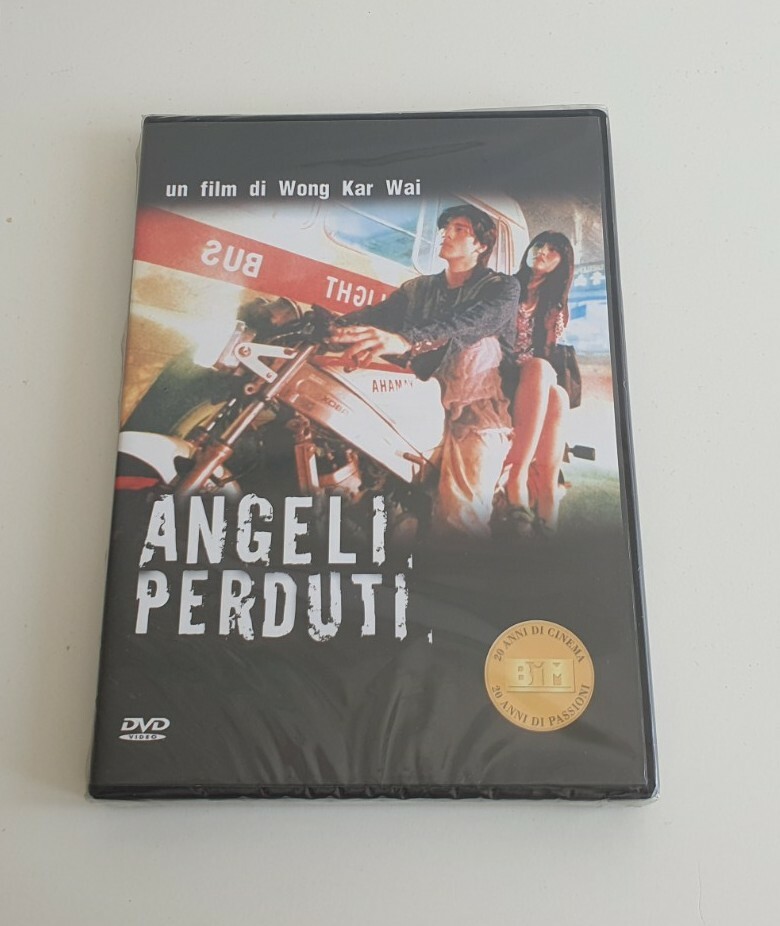 un film di Wong Kar Wai
BUS
LIGHT
YAMAHA
ANGELI
PERDUTI
20 ANNI DI CINEMA
BIM
20 ANNI DI PASSIONI
DVD
VIDEO